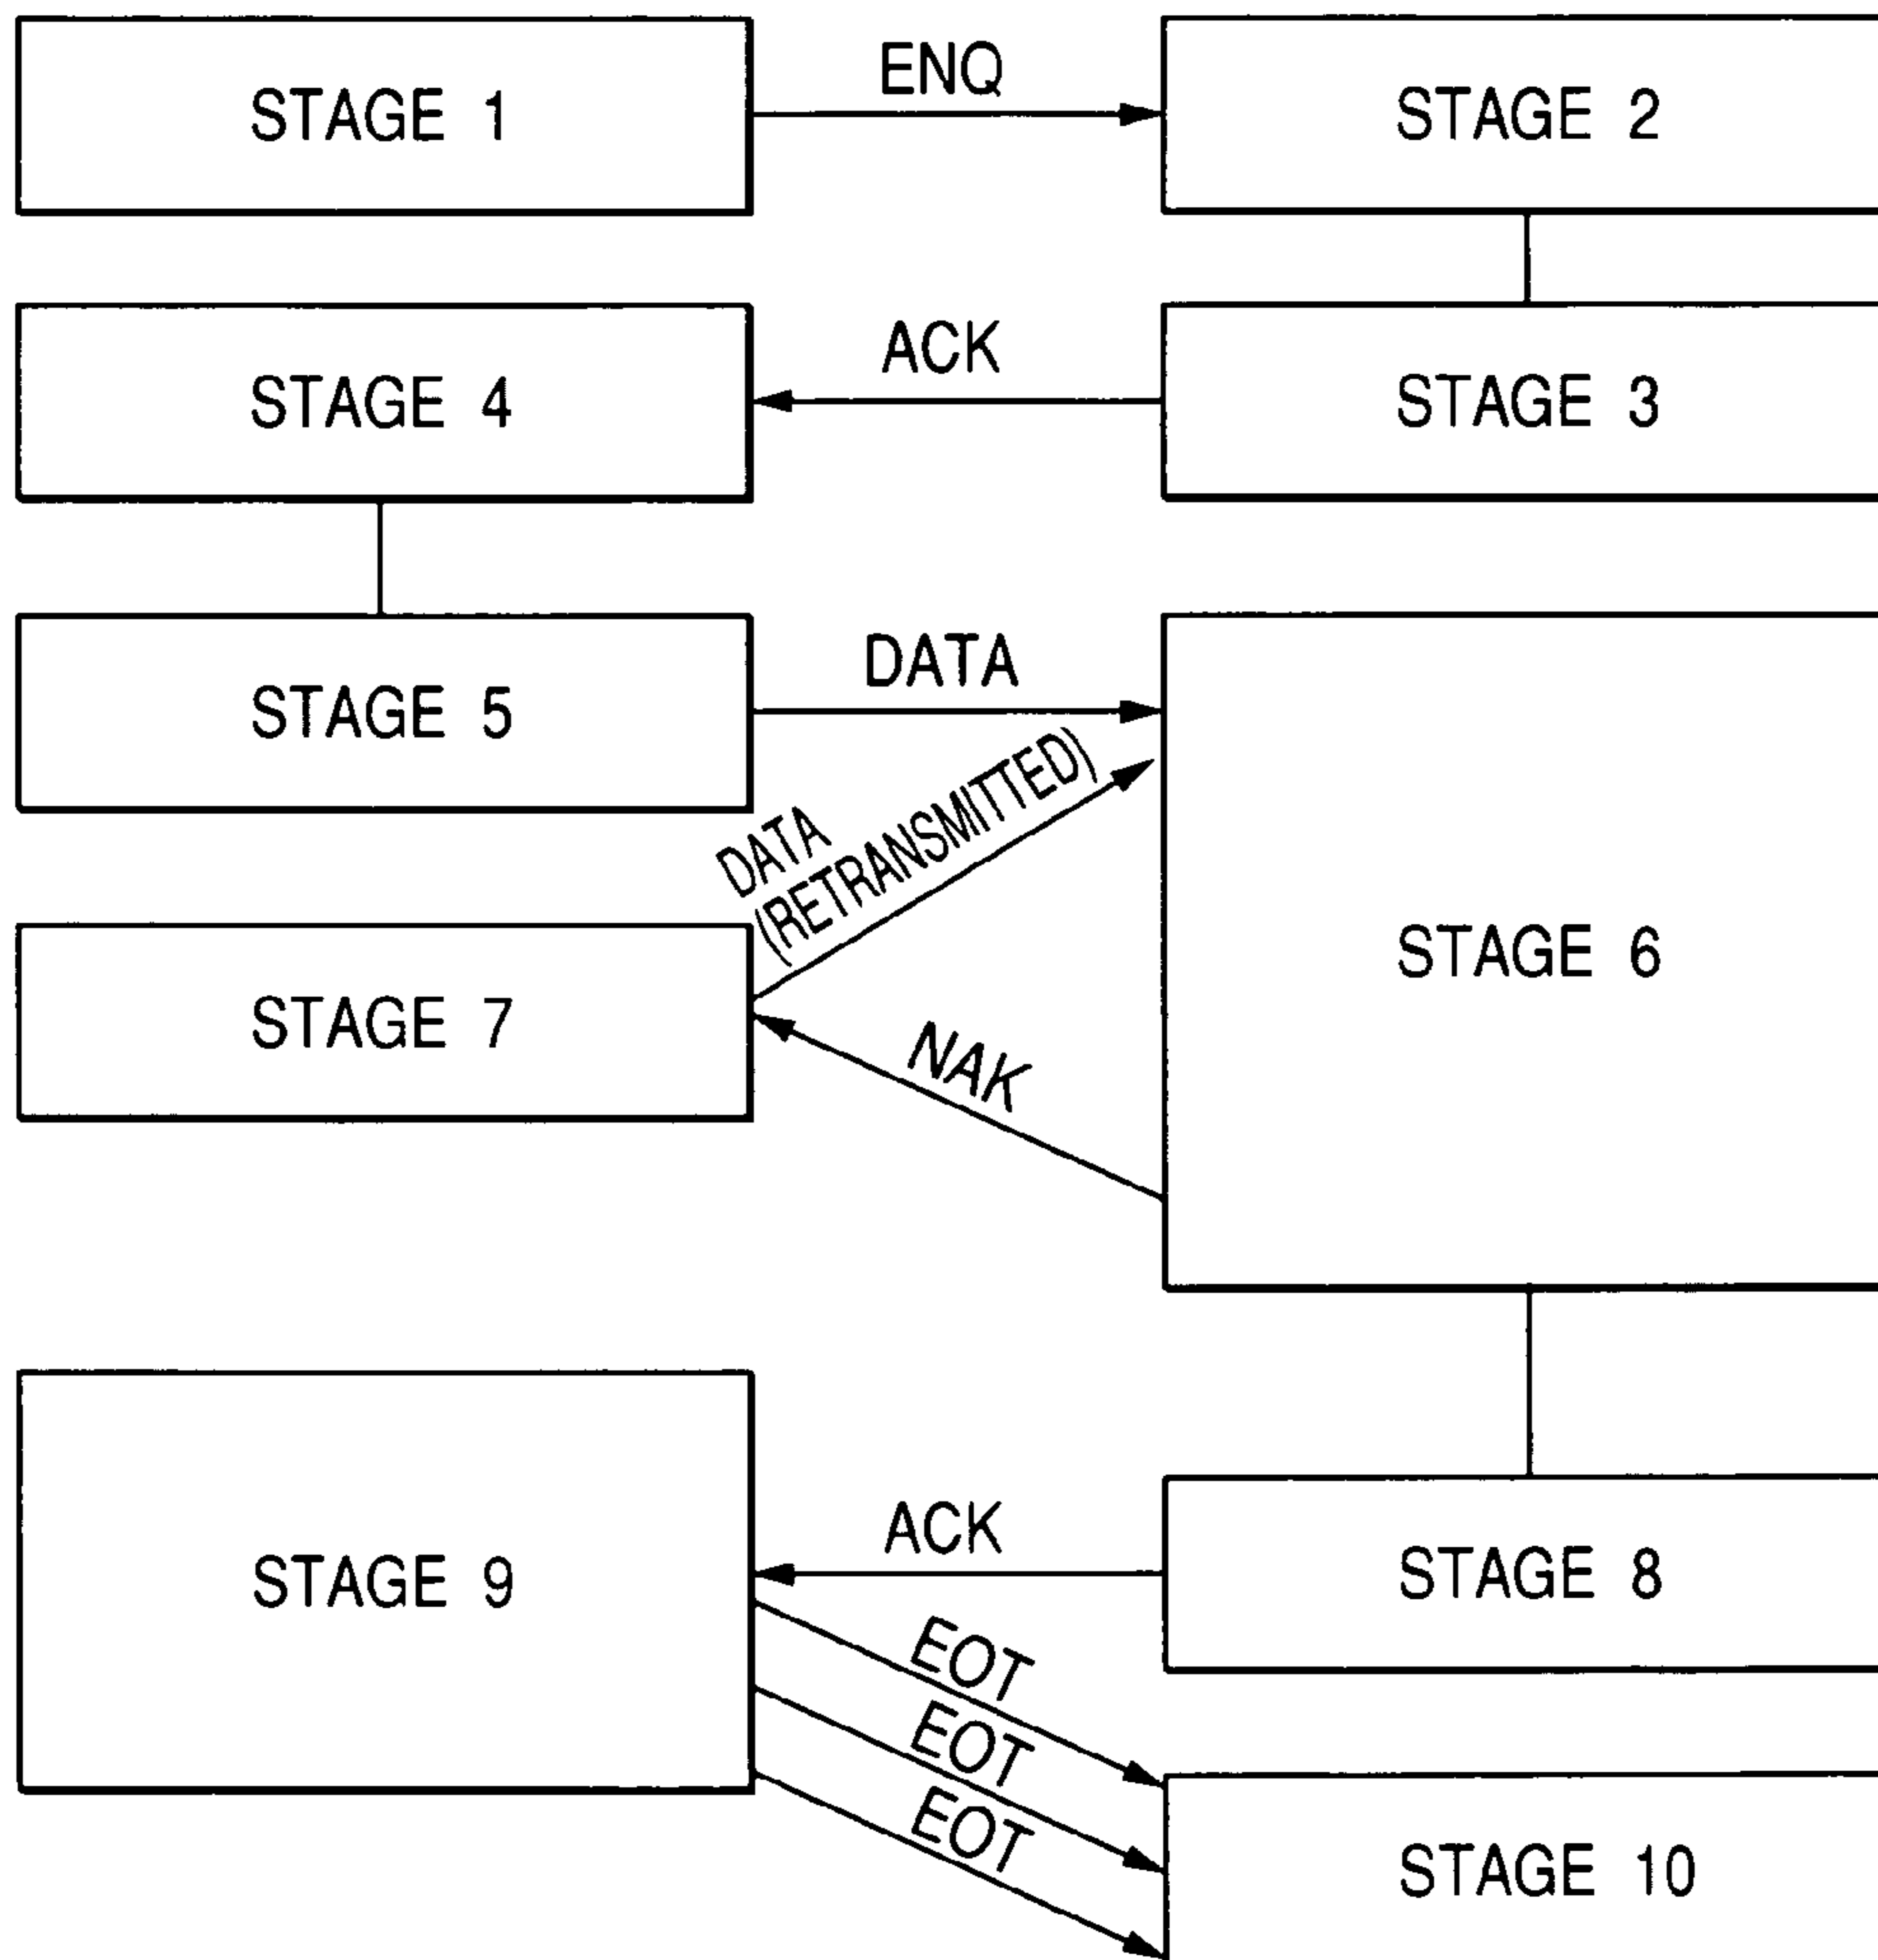 STAGE 1
ENQ
STAGE 2
STAGE 4
ACK
STAGE 3
STAGE 5
DATA
DATA
(RETRANSMITTED)
STAGE 6
STAGE 7
NAK
STAGE 9
ACK
STAGE 8
EOT
EOT
EOT
STAGE 10